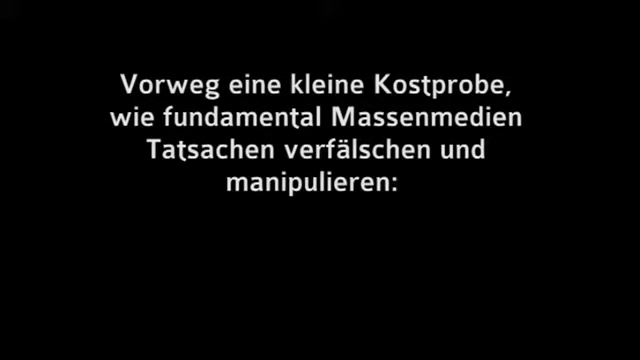 Vorweg eine kleine Kostprobe,
wie fundamental Massenmedien
Tatsachen verfälschen und
manipulieren: